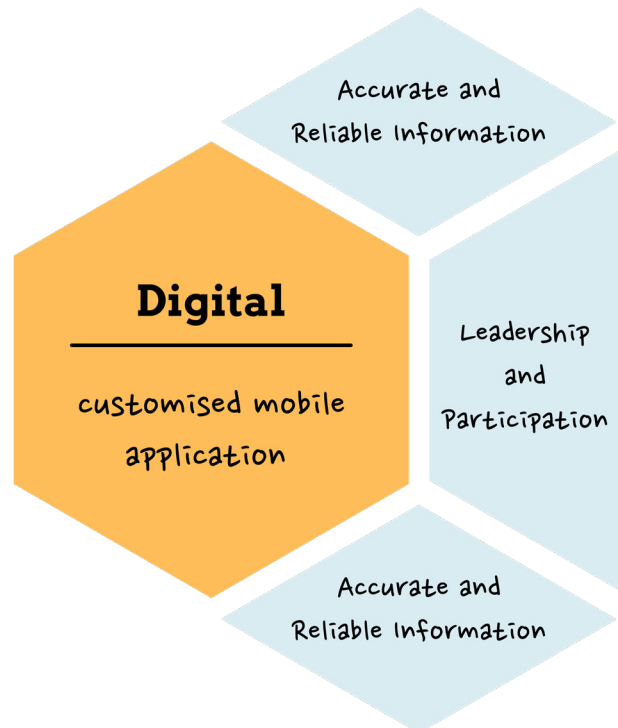 Accurate and
Reliable Information
Digital
customised mobile
application
Leadership
and
Participation
Accurate and
Reliable Information